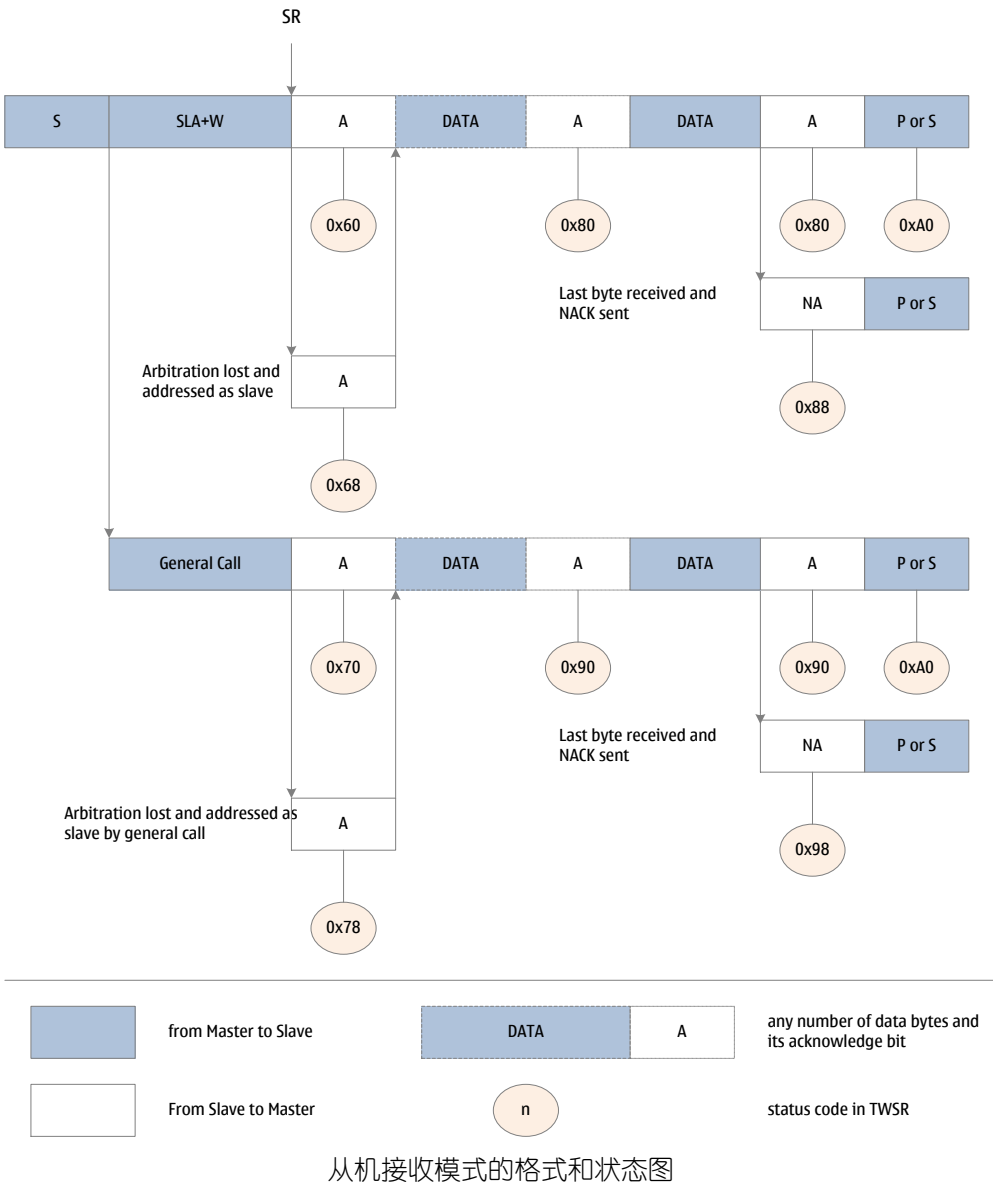 SR
S
SLA+W
A
DATA
A
DATA
A
P or S
0x60
0x80
0x80
0xA0
Last byte received and
NACK sent
NA
P or S
Arbitration lost and
addressed as slave
A
0x88
0x68
General Call
A
DATA
A
DATA
A
P or S
0x70
0x90
0x90
0xA0
Last byte received and
NACK sent
NA
P or S
Arbitration lost and addressed as
slave by general call
A
0x98
0x78
from Master to Slave
DATA
A
any number of data bytes and
its acknowledge bit
From Slave to Master
n
status code in TWSR
从机接收模式的格式和状态图